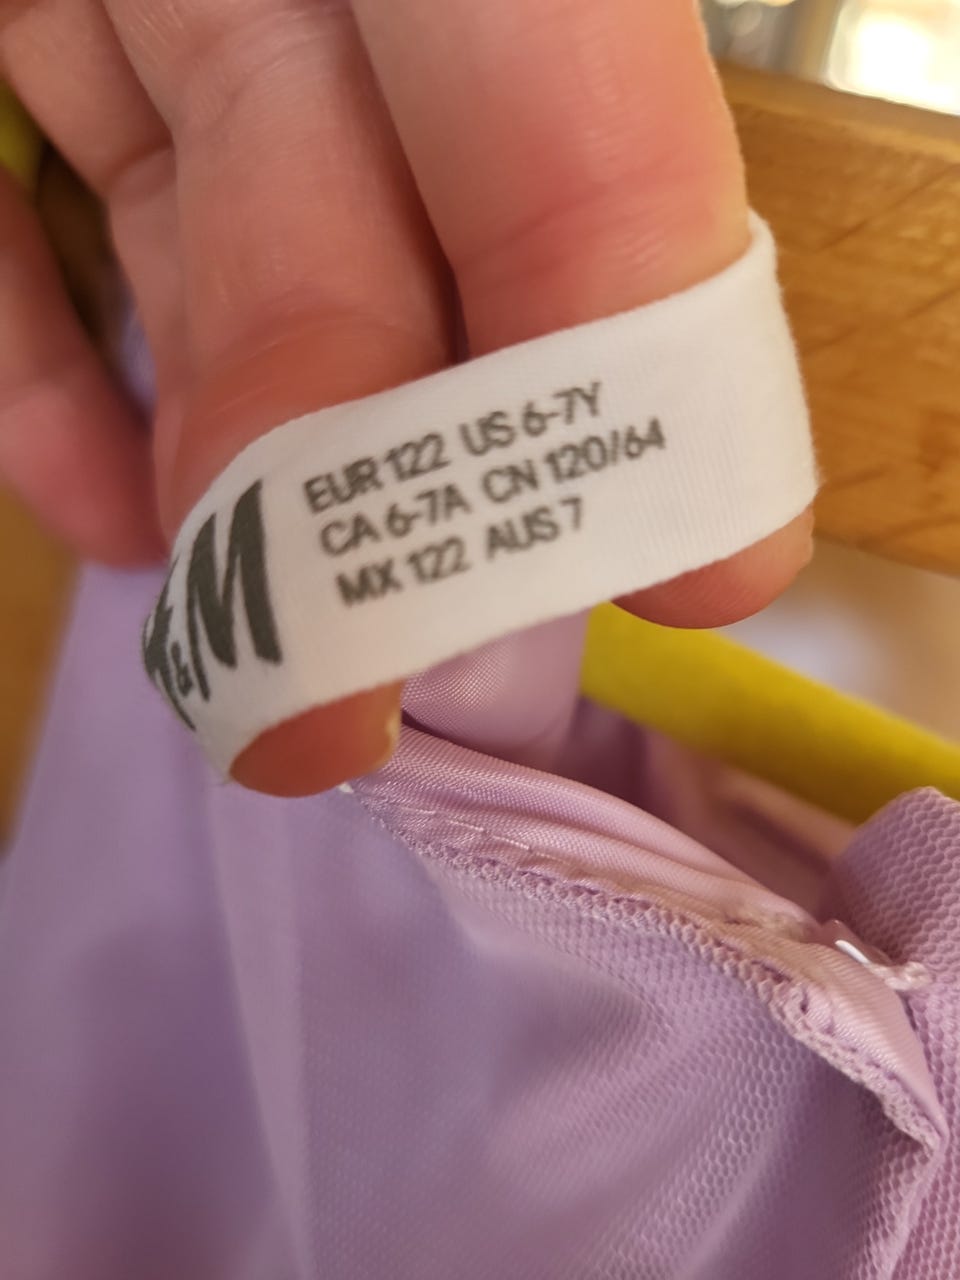 H&M
EUR 122 US 6-7Y
CA 6-7A CN 120/64
MX 122 AUS 7